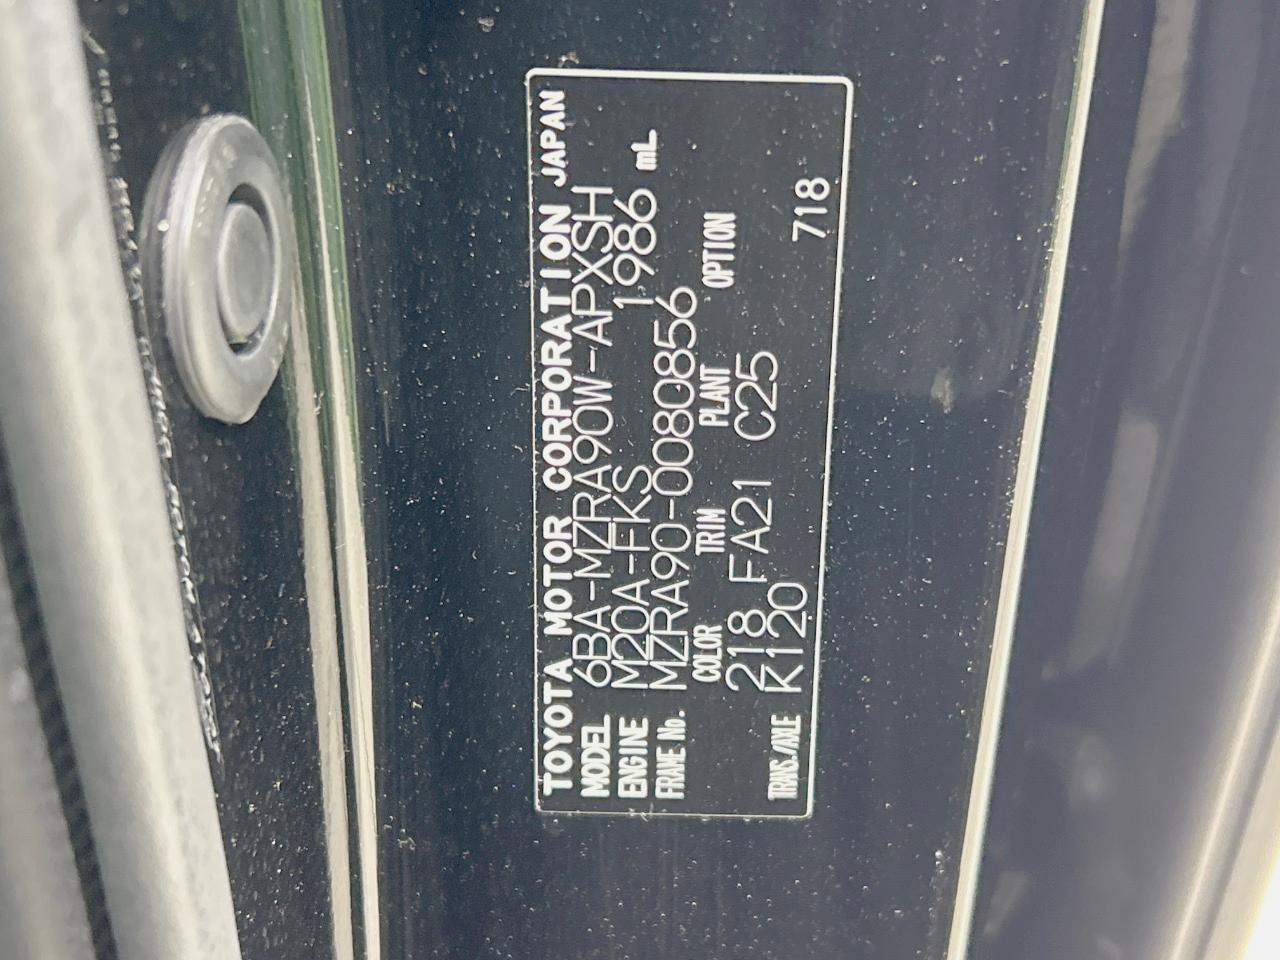 TOYOTA MOTOR CORPORATION JAPAN
MODEL 6BA-MZRA90W-APXSH
ENGINE M20A-FKS 1986 mL
FRAME No. MZRA90-0080856
COLOR TRIM PLANT OPTION
218 FA21 C25
TRANS./AXLE K120 718